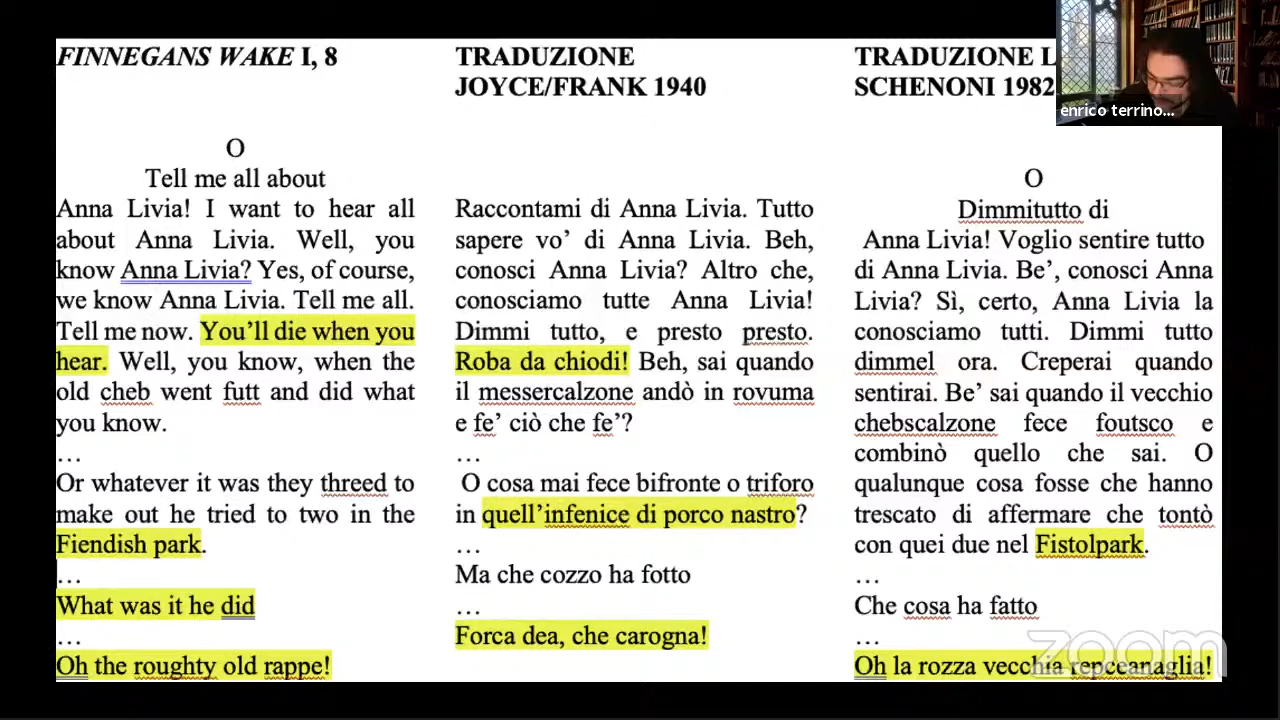 FINNEGANS WAKE I, 8
O
Tell me all about
Anna Livia! I want to hear all
about Anna Livia. Well, you
know Anna Livia? Yes, of course,
we know Anna Livia. Tell me all.
Tell me now. You’ll die when you
hear. Well, you know, when the
old cheb went futt and did what
you know.
…
Or whatever it was they threed to
make out he tried to two in the
Fiendish park.
…
What was it he did
…
Oh the roughty old rappe!
TRADUZIONE
JOYCE/FRANK 1940
Raccontami di Anna Livia. Tutto
sapere vo’ di Anna Livia. Beh,
conosci Anna Livia? Altro che,
conosciamo tutte Anna Livia!
Dimmi tutto, e presto presto.
Roba da chiodi! Beh, sai quando
il messercalzone andò in rovuma
e fe’ ciò che fe’?
…
O cosa mai fece bifronte o triforo
in quell’infenice di porco nastro?
…
Ma che cozzo ha fotto
…
Forca dea, che carogna!
TRADUZIONE L
SCHENONI 1982
O
Dimmitutto di
Anna Livia! Voglio sentire tutto
di Anna Livia. Be’, conosci Anna
Livia? Sì, certo, Anna Livia la
conosciamo tutti. Dimmi tutto
dimmel ora. Creperai quando
sentirai. Be’ sai quando il vecchio
chebscalzone fece foutsco e
combinò quello che sai. O
qualunque cosa fosse che hanno
trescato di affermare che tontò
con quei due nel Fistolpark.
…
Che cosa ha fatto
…
Oh la rozza vecchia repceanaglia!
enrico terrino...
zoom